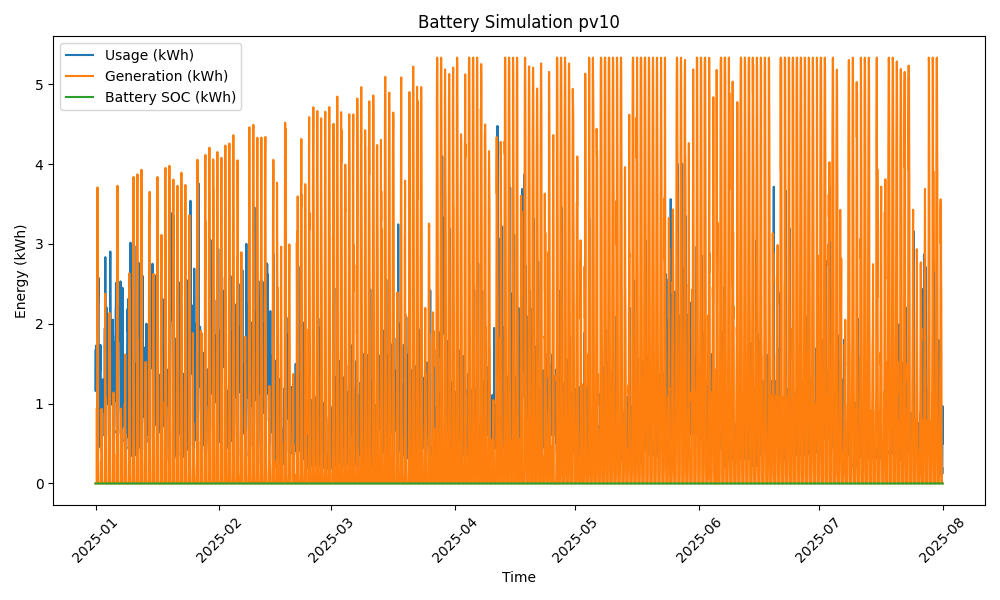 Battery Simulation pv10
Usage (kWh)
Generation (kWh)
Battery SOC (kWh)
Energy (kWh)
5
4
3
2
1
0
2025-01
2025-02
2025-03
2025-04
2025-05
2025-06
2025-07
2025-08
Time